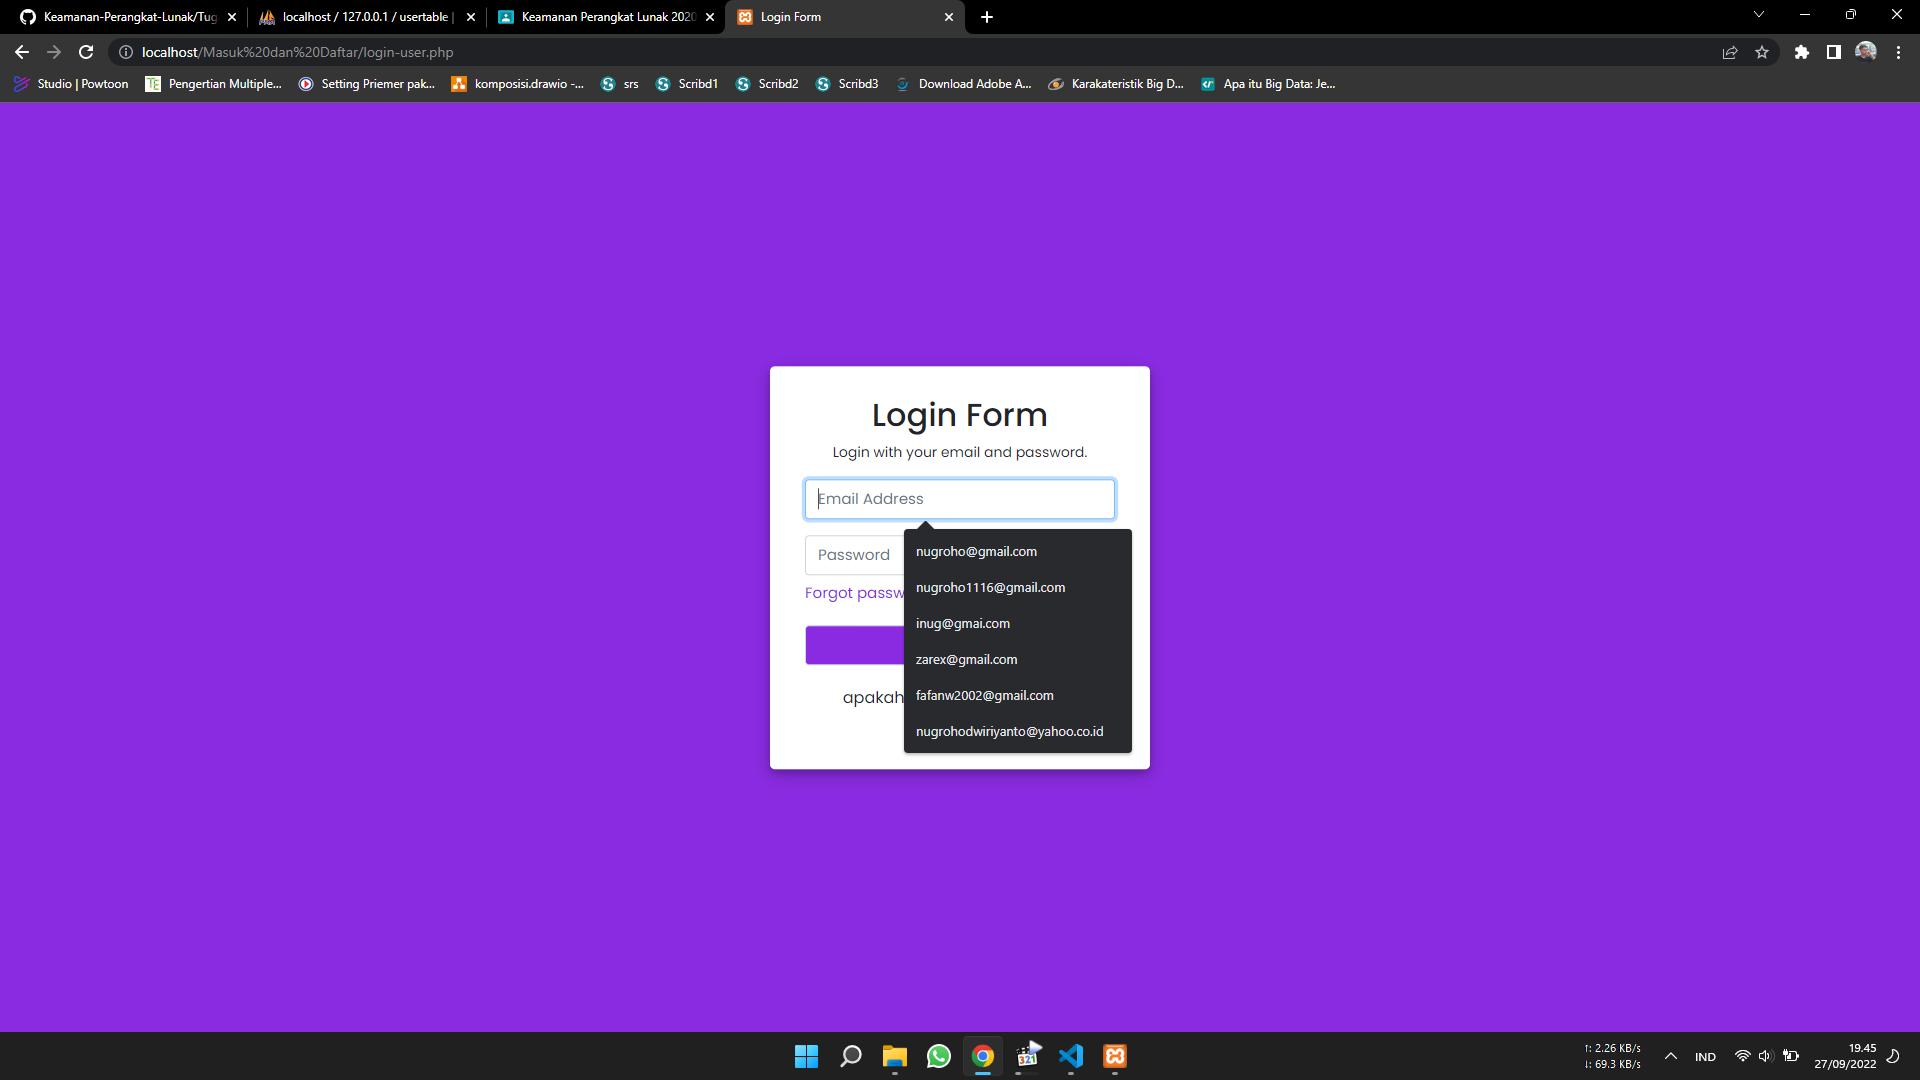 Keamanan-Perangkat-Lunak/Tug
localhost / 127.0.0.1 / usertable |
Keamanan Perangkat Lunak 2020
Login Form
localhost/Masuk%20dan%20Daftar/login-user.php
Studio | Powtoon
Pengertian Multiple...
Setting Priemer pak...
komposisi.drawio -...
srs
Scribd1
Scribd2
Scribd3
Download Adobe A...
Karakateristik Big D...
Apa itu Big Data: Je...
Login Form
Login with your email and password.
Email Address
Password
Forgot passw
apakah
nugroho@gmail.com
nugroho1116@gmail.com
inug@gmai.com
zarex@gmail.com
fafanw2002@gmail.com
nugrohodwiriyanto@yahoo.co.id
↑: 2.26 KB/s
↓: 69.3 KB/s
IND
19.45
27/09/2022